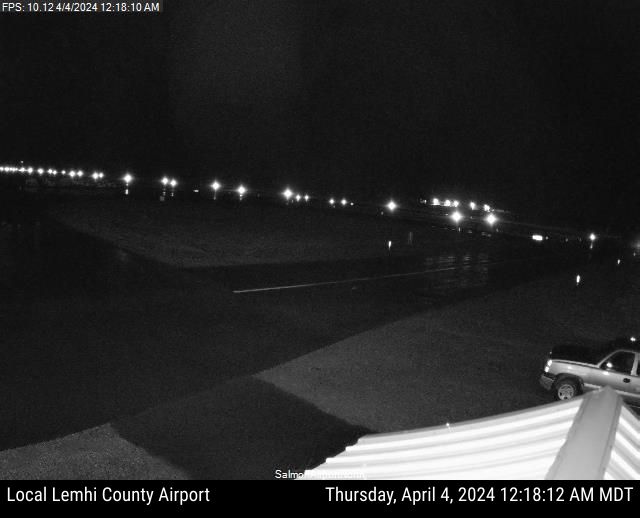 FPS: 10.12 4/4/2024 12:18:10 AM
Local Lemhi County Airport
Thursday, April 4, 2024 12:18:12 AM MDT